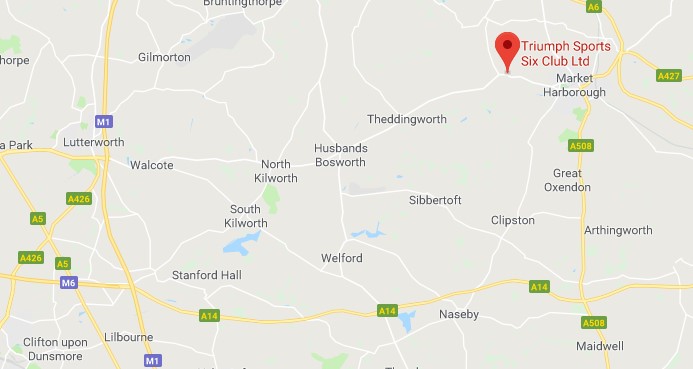 Bruntingthorpe
A6
Triumph Sports
Six Club Ltd
Gilmorton
A427
Market
Harborough
Theddingworth
M1
A508
Lutterworth
Husbands
Bosworth
Walcote
North
Kilworth
Great
Oxendon
A426
Sibbertoft
South
Kilworth
A5
Clipston
Arthingworth
A426
A5
Welford
M6
Stanford Hall
A14
A14
A14
Naseby
A508
Lilbourne
Clifton upon
Dunsmore
Maidwell
M1